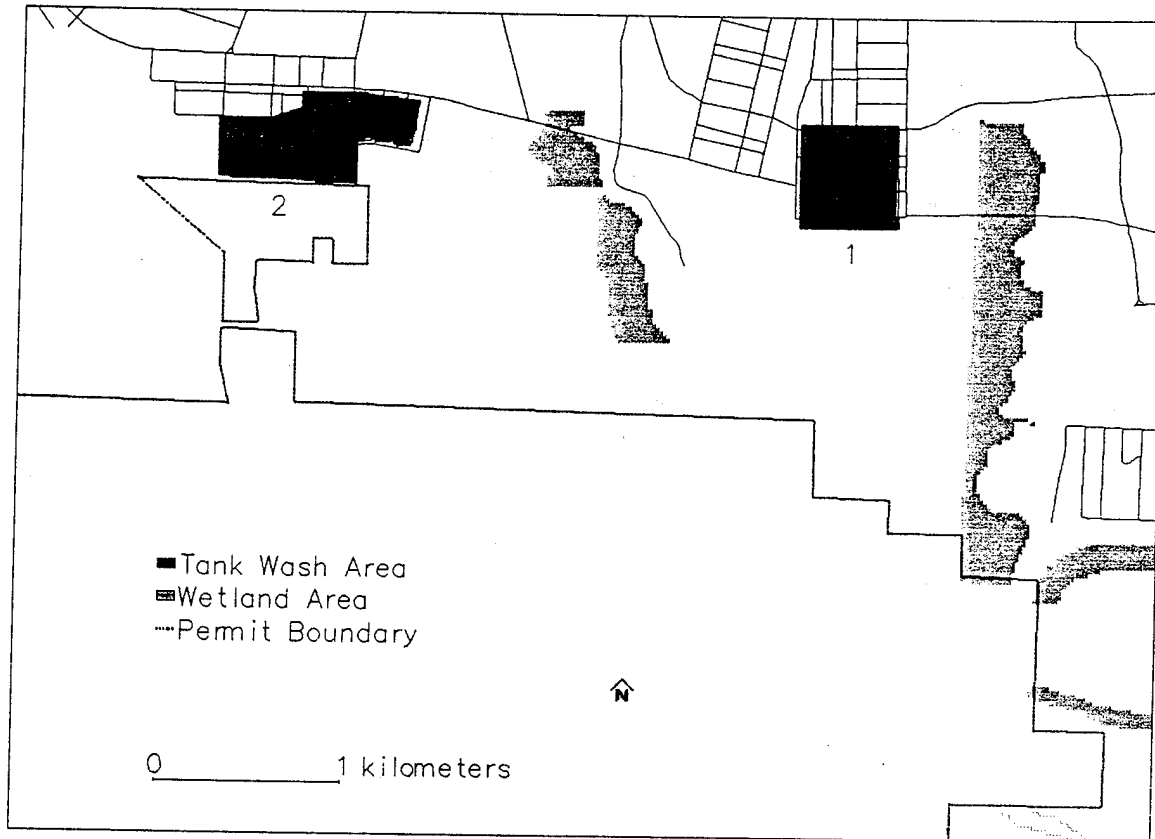 2
1
Tank Wash Area
Wetland Area
Permit Boundary
N
0 1 kilometers